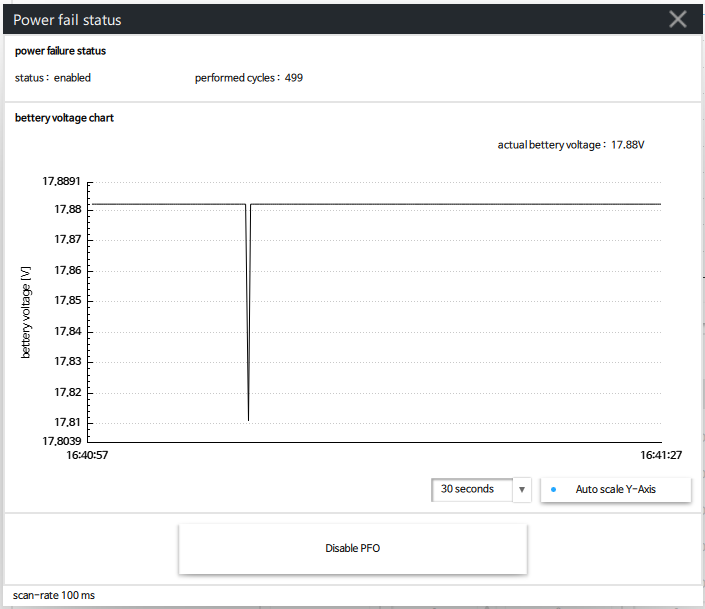 Power fail status
power failure status
status : enabled performed cycles : 499
bettery voltage chart
actual bettery voltage : 17.88V
17,8891
17,88
17,87
17,86
17,85
17,84
17,83
17,82
17,81
17,8039
bettery voltage [V]
16:40:57 16:41:27
30 seconds ▼ Auto scale Y-Axis
Disable PFO
scan-rate 100 ms